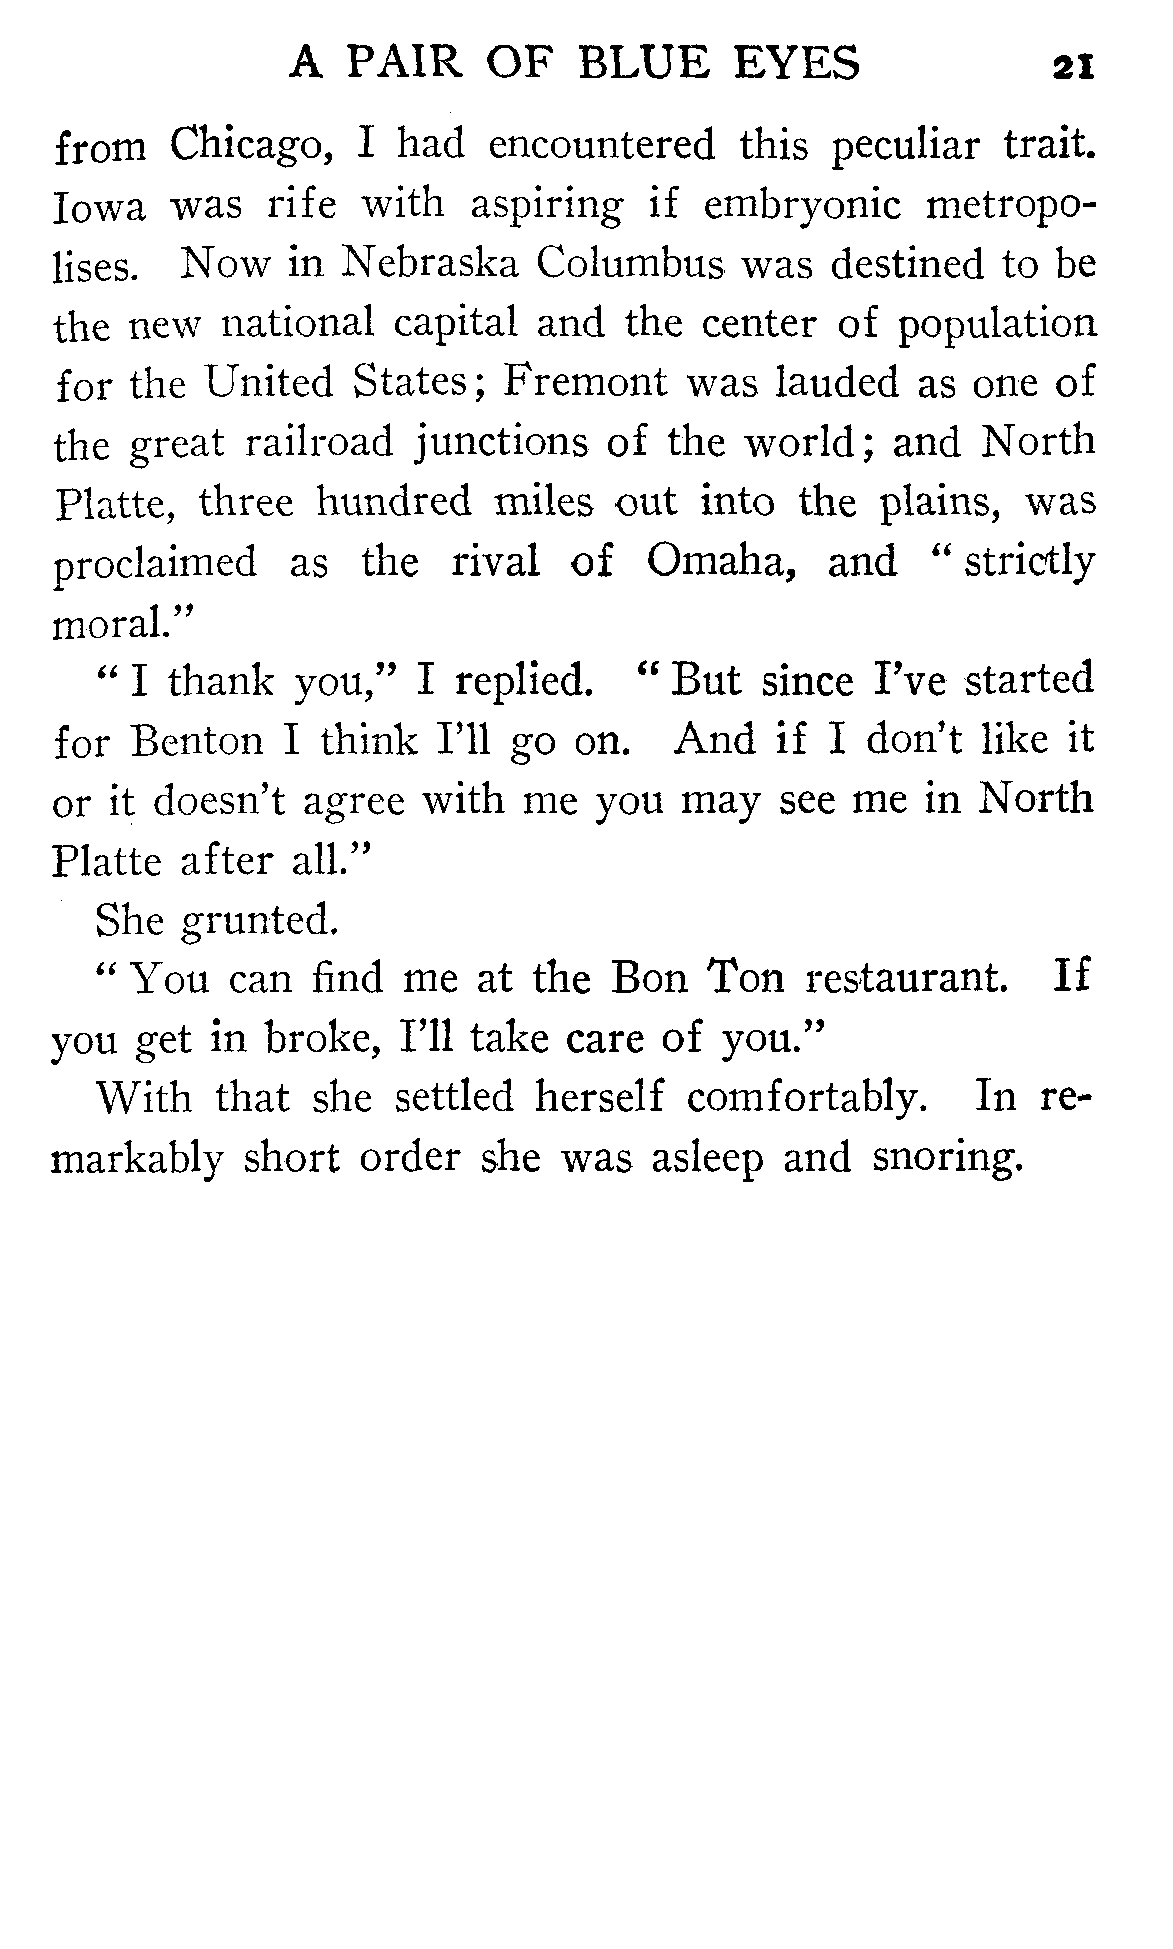 A PAIR OF BLUE EYES 21
from Chicago, I had encountered this peculiar trait.
Iowa was rife with aspiring if embryonic metropo-
lises. Now in Nebraska Columbus was destined to be
the new national capital and the center of population
for the United States; Fremont was lauded as one of
the great railroad junctions of the world; and North
Platte, three hundred miles out into the plains, was
proclaimed as the rival of Omaha, and “ strictly
moral.”
“ I thank you,” I replied. “ But since I’ve started
for Benton I think I’ll go on. And if I don’t like it
or it doesn’t agree with me you may see me in North
Platte after all.”
She grunted.
“ You can find me at the Bon Ton restaurant. If
you get in broke, I’ll take care of you.”
With that she settled herself comfortably. In re-
markably short order she was asleep and snoring.